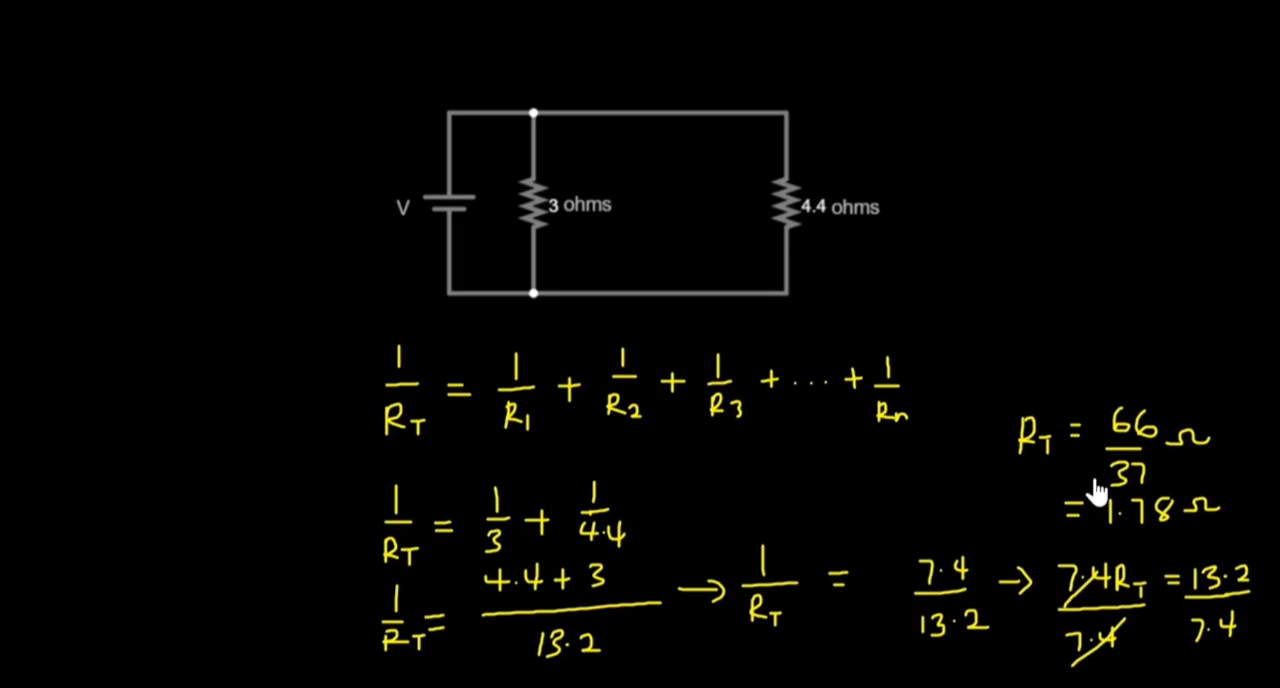 V
3 ohms
4.4 ohms
1/R_T = 1/R_1 + 1/R_2 + 1/R_3 + ... + 1/R_n
1/R_T = 1/3 + 1/4.4
1/R_T = (4.4 + 3)/13.2 → 1/R_T = 7.4/13.2 → 7.4R_T/7.4 = 13.2/7.4
R_T = 66/37 Ω
= 1.78 Ω